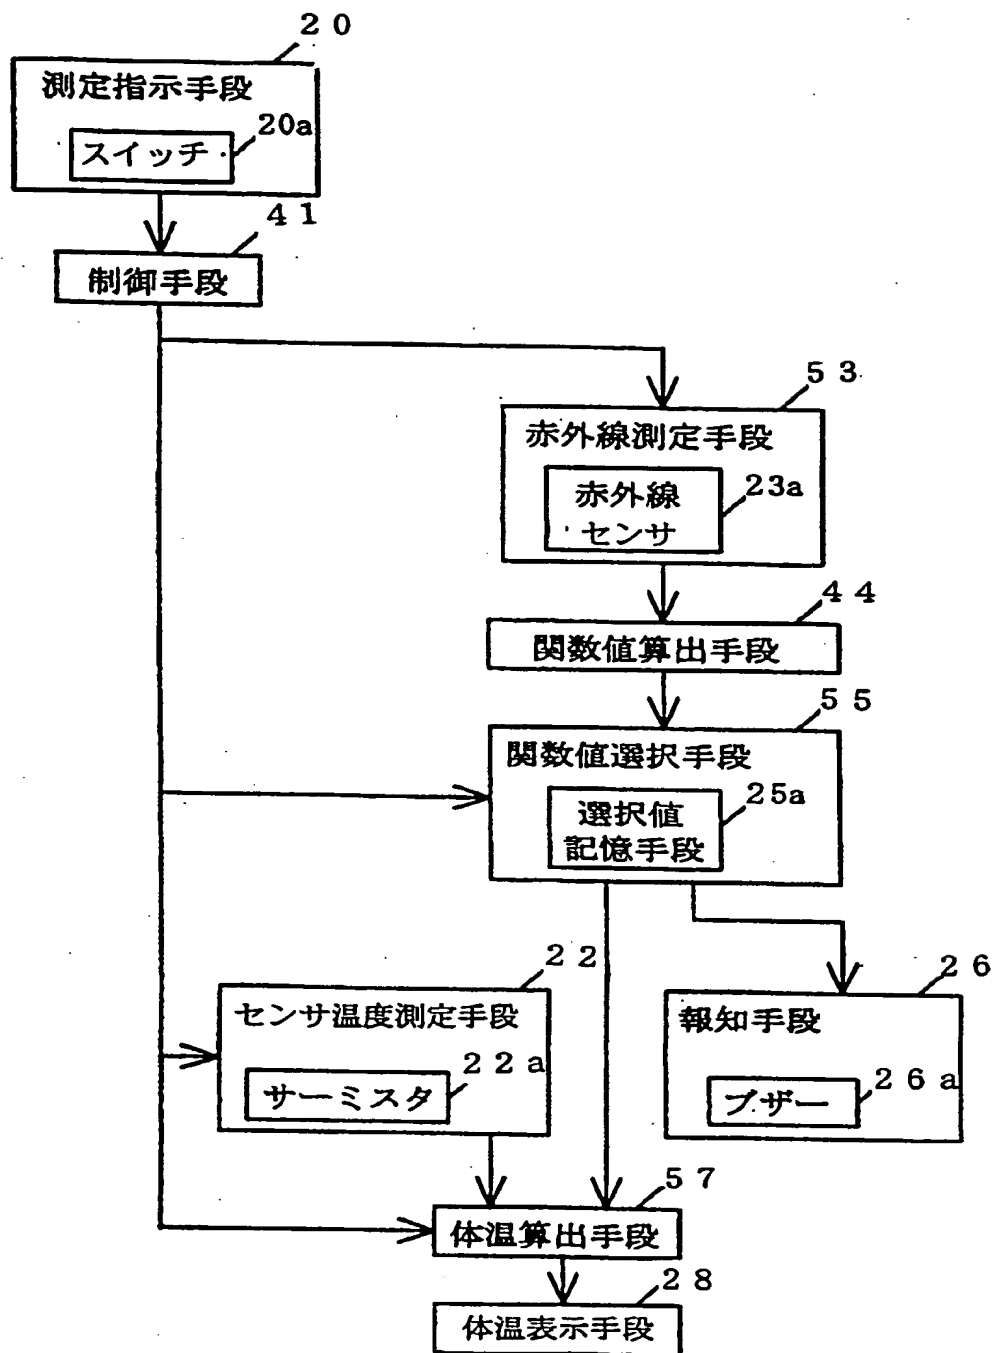 ２０
測定指示手段
20a
スイッチ
４１
制御手段
５３
赤外線測定手段
23a
赤外線
センサ
４４
関数値算出手段
５５
関数値選択手段
25a
選択値
記憶手段
２２
センサ温度測定手段
２２a
サーミスタ
２６
報知手段
２６a
ブザー
５７
体温算出手段
２８
体温表示手段